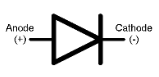 Anode Cathode
(+) (-)